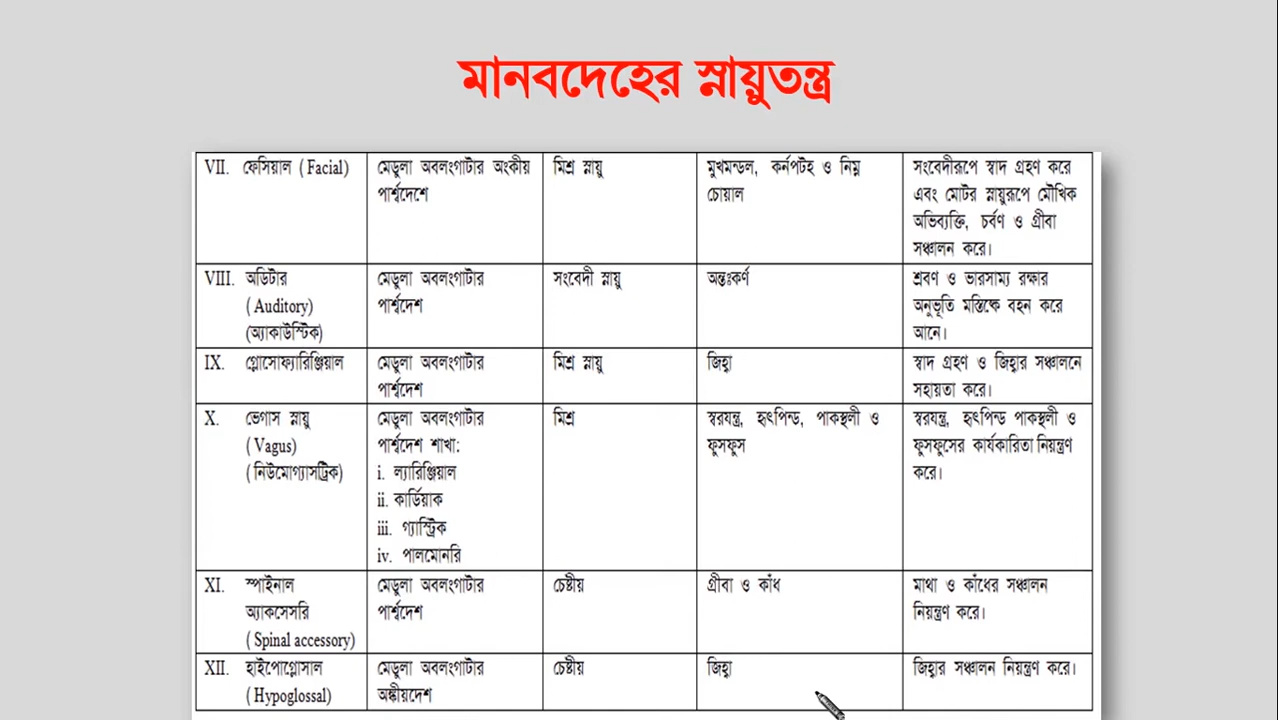 মানবদেহের স্নায়ুতন্ত্র
VII. ফেসিয়াল ( Facial)
মেডুলা অবলংগাটার অংকীয়
পার্শ্বদেশে
মিশ্র স্নায়ু
মুখমন্ডল, কর্নপটহ ও নিম্ন
চোয়াল
সংবেদীরূপে স্বাদ গ্রহণ করে
এবং মোটর স্নায়ুরূপে মৌখিক
অভিব্যক্তি, চর্বণ ও গ্রীবা
সঞ্চালন করে।
VIII. অডিটার
( Auditory)
(অ্যাকাউস্টিক)
মেডুলা অবলংগাটার
পার্শ্বদেশ
সংবেদী স্নায়ু
অন্তঃকর্ণ
শ্রবণ ও ভারসাম্য রক্ষার
অনুভূতি মস্তিষ্কে বহন করে
আনে।
IX. গ্লোসোফ্যারিঞ্জিয়াল
মেডুলা অবলংগাটার
পার্শ্বদেশ
মিশ্র স্নায়ু
জিহ্বা
স্বাদ গ্রহণ ও জিহ্বার সঞ্চালনে
সহায়তা করে।
X. ভেগাস স্নায়ু
( Vagus)
( নিউমোগ্যাসট্রিক)
মেডুলা অবলংগাটার
পার্শ্বদেশ শাখা:
i. ল্যারিঞ্জিয়াল
ii. কার্ডিয়াক
iii. গ্যাস্ট্রিক
iv. পালমোনরি
মিশ্র
স্বরযন্ত্র, হৃৎপিন্ড, পাকস্থলী ও
ফুসফুস
স্বরযন্ত্র, হৃৎপিন্ড পাকস্থলী ও
ফুসফুসের কার্যকারিতা নিয়ন্ত্রণ
করে।
XI. স্পাইনাল
অ্যাকসেসরি
( Spinal accessory)
মেডুলা অবলংগাটার
পার্শ্বদেশ
চেষ্টীয়
গ্রীবা ও কাঁধ
মাথা ও কাঁধের সঞ্চালন
নিয়ন্ত্রণ করে।
XII. হাইপোগ্লোসাল
( Hypoglossal)
মেডুলা অবলংগাটার
অঙ্কীয়দেশ
চেষ্টীয়
জিহ্বা
জিহ্বার সঞ্চালন নিয়ন্ত্রণ করে।